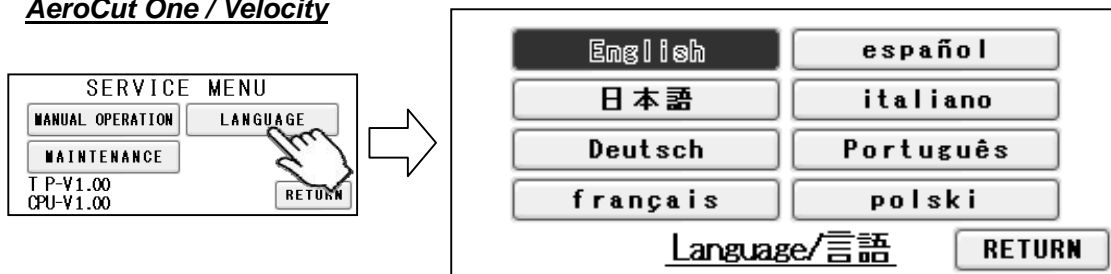 AeroCut One / Velocity
SERVICE MENU
MANUAL OPERATION LANGUAGE
MAINTENANCE
T P-V1.00
CPU-V1.00
RETURN
English español
日本語 italiano
Deutsch Português
français polski
Language/言語 RETURN